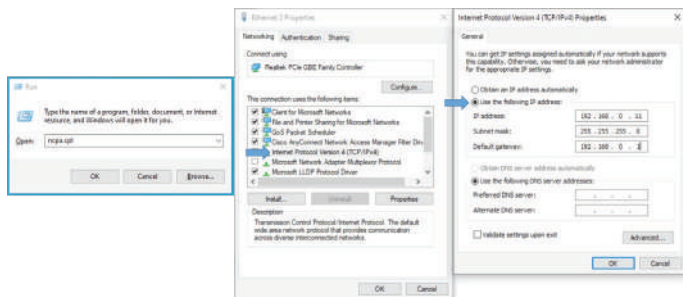 Run
Type the name of a program, folder, document, or Internet
resource, and Windows will open it for you.
Open:
ncpa.cpl
OK
Cancel
Browse...
Ethernet 2 Properties
Networking
Authentication
Sharing
Connect using:
Realtek PCIe GBE Family Controller
Configure...
This connection uses the following items:
Client for Microsoft Networks
File and Printer Sharing for Microsoft Networks
QoS Packet Scheduler
Cisco AnyConnect Network Access Manager Filter Driv
Internet Protocol Version 4 (TCP/IPv4)
Microsoft Network Adapter Multiplexor Protocol
Microsoft LLDP Protocol Driver
Install...
Uninstall
Properties
Description
Transmission Control Protocol/Internet Protocol. The default
wide area network protocol that provides communication
across diverse interconnected networks.
OK
Cancel
Internet Protocol Version 4 (TCP/IPv4) Properties
General
You can get IP settings assigned automatically if your network supports
this capability. Otherwise, you need to ask your network administrator
for the appropriate IP settings.
Obtain an IP address automatically
Use the following IP address:
IP address:
192 . 168 . 0 . 11
Subnet mask:
255 . 255 . 255 . 0
Default gateway:
192 . 168 . 0 . 1
Obtain DNS server address automatically
Use the following DNS server addresses:
Preferred DNS server:
. . .
Alternate DNS server:
. . .
Validate settings upon exit
Advanced...
OK
Cancel